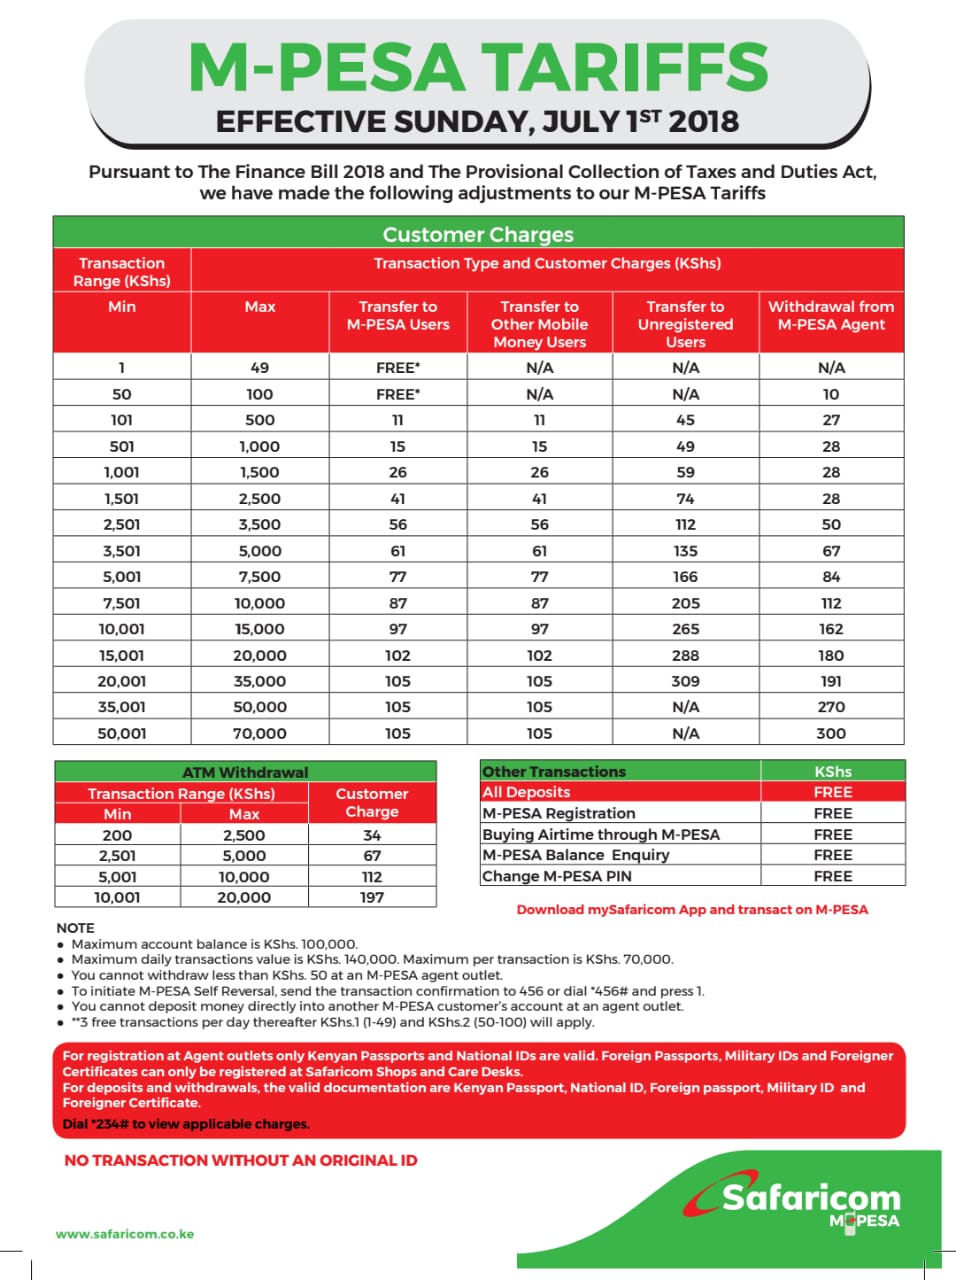 M-PESA TARIFFS
EFFECTIVE SUNDAY, JULY 1ST 2018
Pursuant to The Finance Bill 2018 and The Provisional Collection of Taxes and Duties Act,
we have made the following adjustments to our M-PESA Tariffs
Customer Charges
Transaction Range (KShs) Transaction Type and Customer Charges (KShs)
Min Max Transfer to M-PESA Users Transfer to Other Mobile Money Users Transfer to Unregistered Users Withdrawal from M-PESA Agent
1 49 FREE* N/A N/A N/A
50 100 FREE* N/A N/A 10
101 500 11 11 45 27
501 1,000 15 15 49 28
1,001 1,500 26 26 59 28
1,501 2,500 41 41 74 28
2,501 3,500 56 56 112 50
3,501 5,000 61 61 135 67
5,001 7,500 77 77 166 84
7,501 10,000 87 87 205 112
10,001 15,000 97 97 265 162
15,001 20,000 102 102 288 180
20,001 35,000 105 105 309 191
35,001 50,000 105 105 N/A 270
50,001 70,000 105 105 N/A 300
ATM Withdrawal
Transaction Range (KShs) Customer Charge
Min Max
200 2,500 34
2,501 5,000 67
5,001 10,000 112
10,001 20,000 197
Other Transactions KShs
All Deposits FREE
M-PESA Registration FREE
Buying Airtime through M-PESA FREE
M-PESA Balance Enquiry FREE
Change M-PESA PIN FREE
Download mySafaricom App and transact on M-PESA
NOTE
● Maximum account balance is KShs. 100,000.
● Maximum daily transactions value is KShs. 140,000. Maximum per transaction is KShs. 70,000.
● You cannot withdraw less than KShs. 50 at an M-PESA agent outlet.
● To initiate M-PESA Self Reversal, send the transaction confirmation to 456 or dial *456# and press 1.
● You cannot deposit money directly into another M-PESA customer's account at an agent outlet.
● **3 free transactions per day thereafter KShs.1 (1-49) and KShs.2 (50-100) will apply.
For registration at Agent outlets only Kenyan Passports and National IDs are valid. Foreign Passports, Military IDs and Foreigner
Certificates can only be registered at Safaricom Shops and Care Desks.
For deposits and withdrawals, the valid documentation are Kenyan Passport, National ID, Foreign passport, Military ID and
Foreigner Certificate.
Dial *234# to view applicable charges.
NO TRANSACTION WITHOUT AN ORIGINAL ID
Safaricom
M-PESA
www.safaricom.co.ke